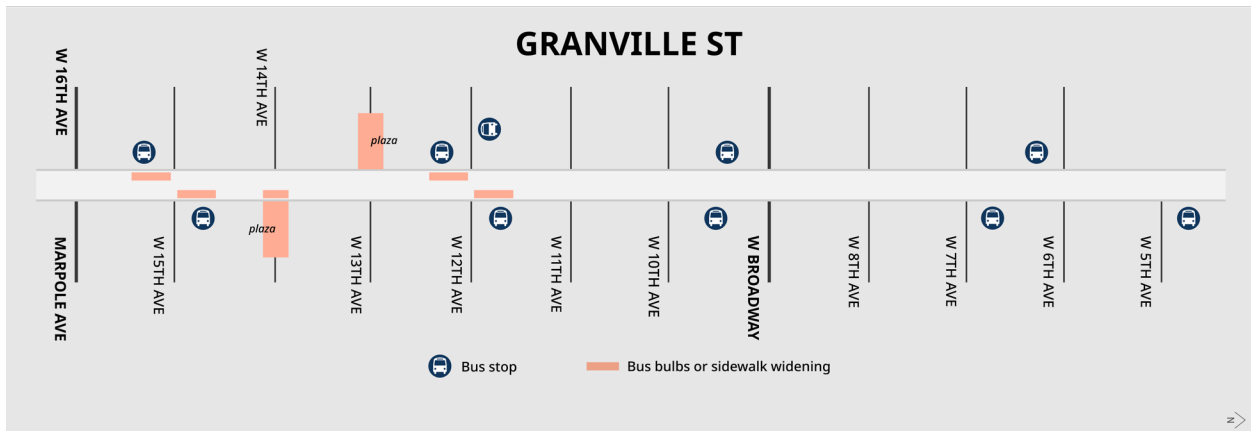 GRANVILLE ST
W 16TH AVE
W 14TH AVE
plaza
plaza
MARPOLE AVE
W 15TH AVE
W 13TH AVE
W 12TH AVE
W 11TH AVE
W 10TH AVE
W BROADWAY
W 8TH AVE
W 7TH AVE
W 6TH AVE
W 5TH AVE
Bus stop
Bus bulbs or sidewalk widening
N